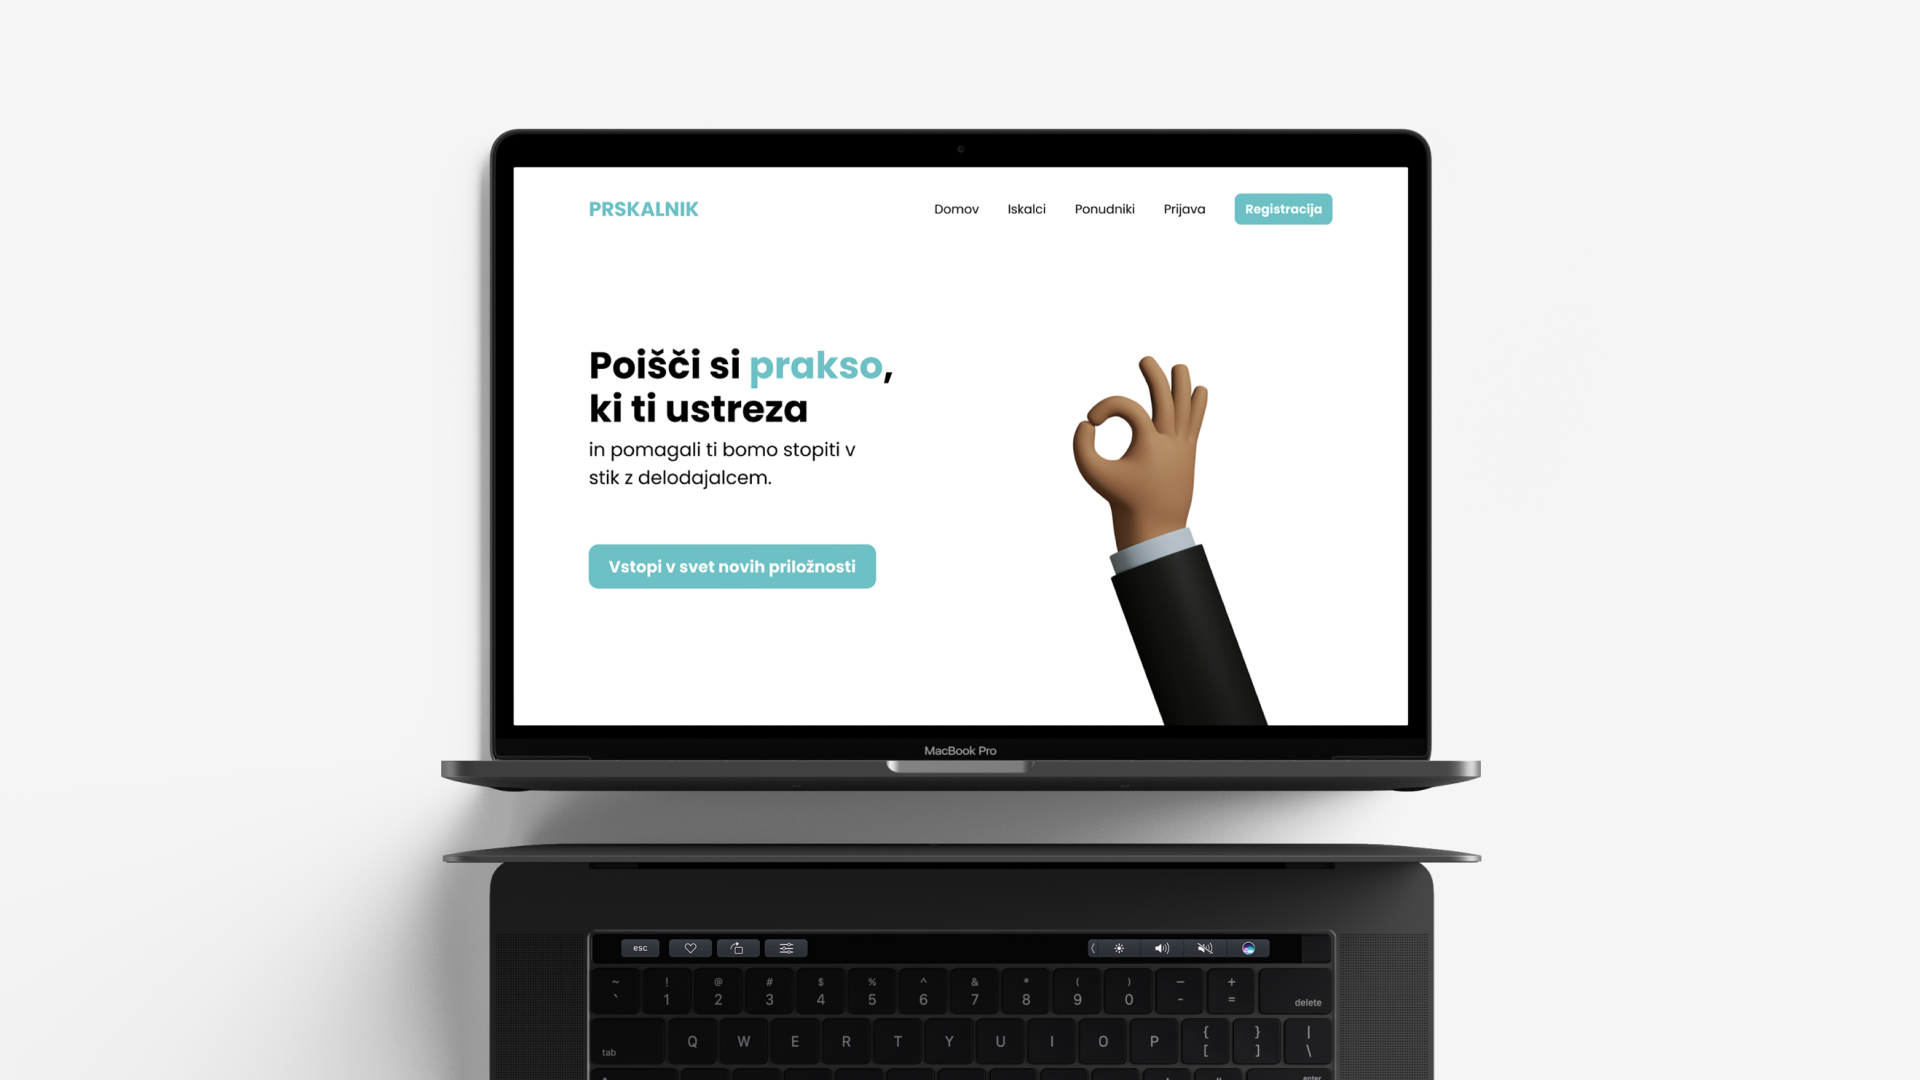 PRSKALNIK
Domov Iskalci Ponudniki Prijava Registracija
Poišči si prakso,
ki ti ustreza
in pomagali ti bomo stopiti v
stik z delodajalcem.
Vstopi v svet novih priložnosti
MacBook Pro
esc
~ ! @ # $ % ^ & * ( ) — +
` 1 2 3 4 5 6 7 8 9 0 - = delete
{ } |
tab Q W E R T Y U I O P [ ] \
enter